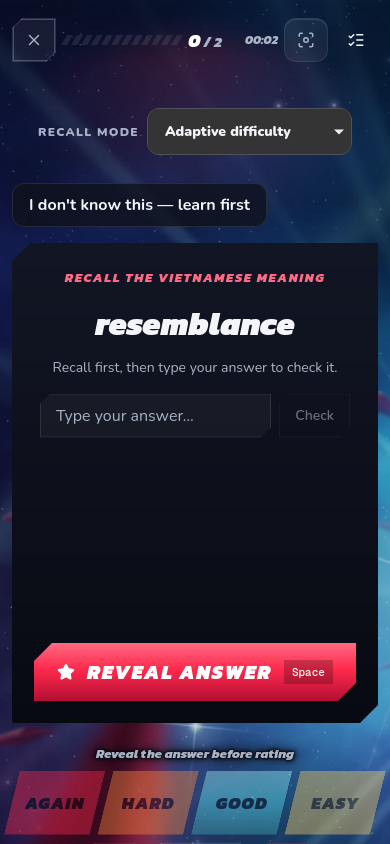 0 / 2
00:02
RECALL MODE
Adaptive difficulty
I don't know this — learn first
RECALL THE VIETNAMESE MEANING
resemblance
Recall first, then type your answer to check it.
Type your answer...
Check
REVEAL ANSWER
Space
Reveal the answer before rating
AGAIN
HARD
GOOD
EASY